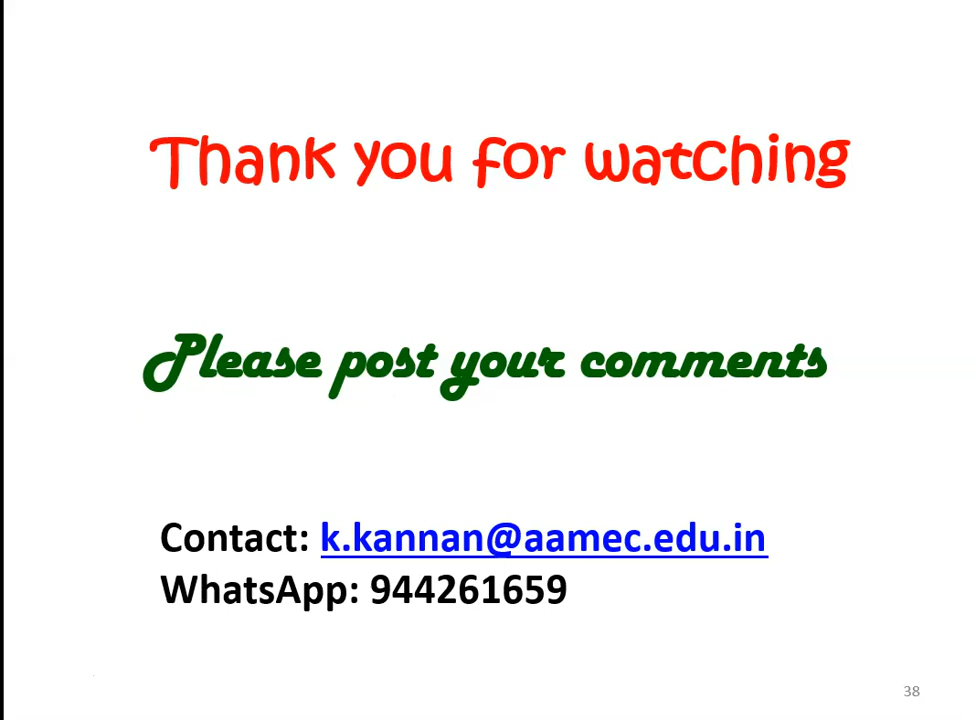 Thank you for watching
Please post your comments
Contact: k.kannan@aamec.edu.in
WhatsApp: 944261659
38